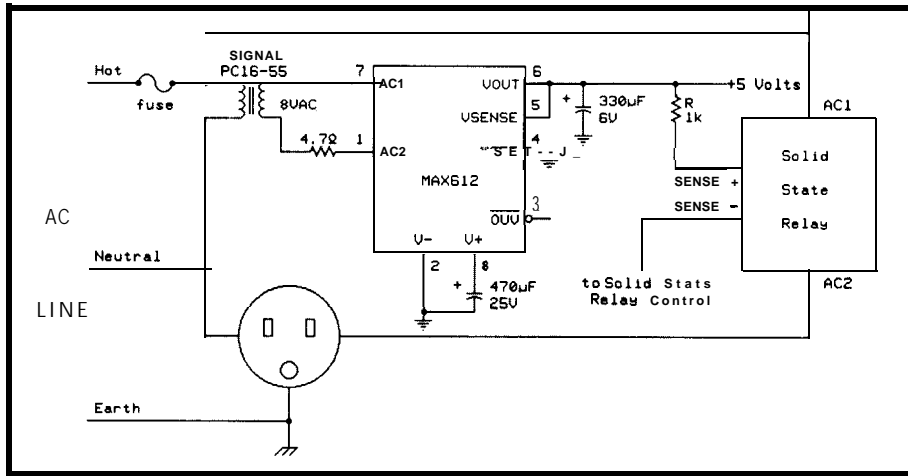 SIGNAL
PC16-55
Hot
fuse
8VAC
4.7Ω
7
AC1
1
AC2
MAX612
VOUT
6
VSENSE
5
4
OUV
3
V-
V+
2
8
470µF
25V
330µF
6V
R
1k
+5 Volts
AC1
Solid
State
Relay
SENSE +
SENSE -
AC2
to Solid Stats
Relay Control
AC
Neutral
LINE
Earth